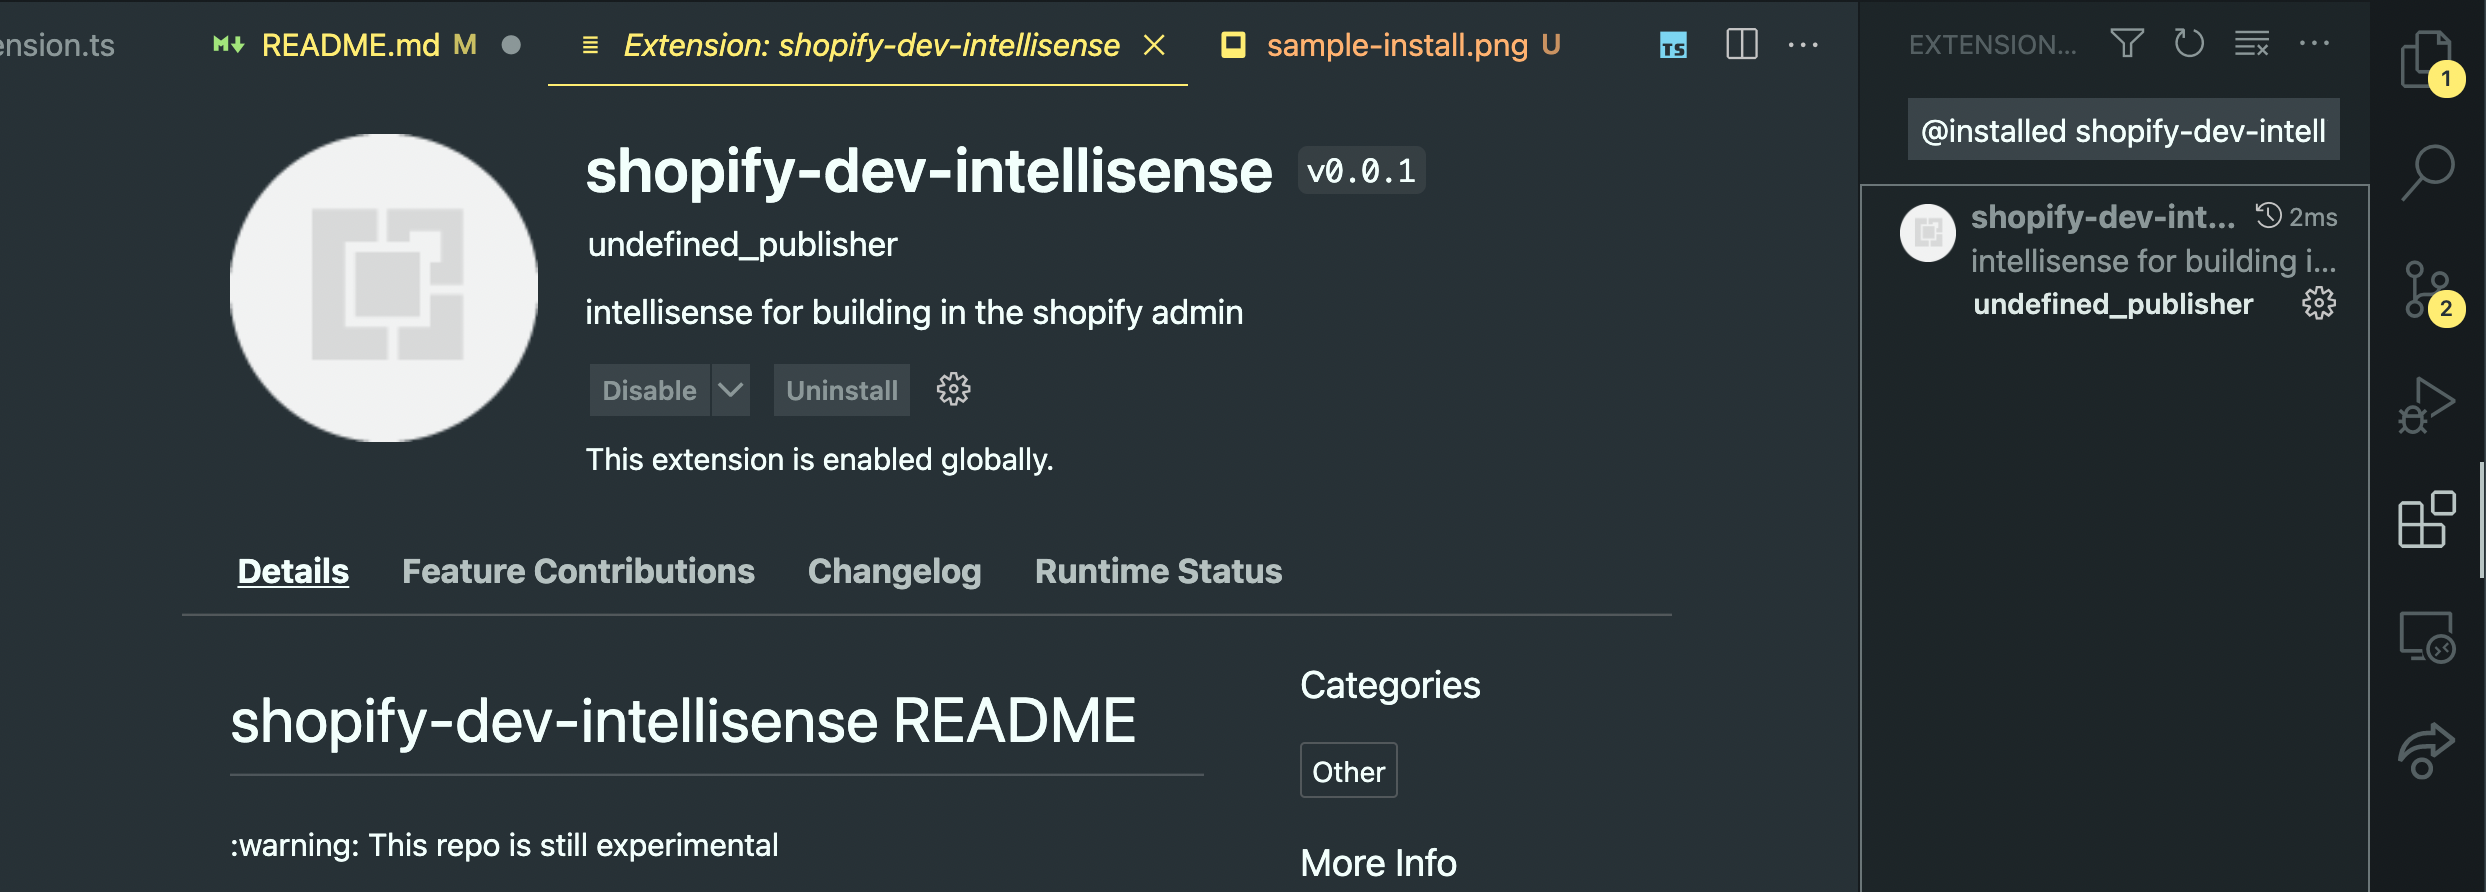 ension.ts
README.md M
Extension: shopify-dev-intellisense
sample-install.png U
TS
EXTENSION...
1
@installed shopify-dev-intell
shopify-dev-intellisense v0.0.1
undefined_publisher
intellisense for building in the shopify admin
Disable
Uninstall
This extension is enabled globally.
shopify-dev-int... 2ms
intellisense for building i...
undefined_publisher
2
Details Feature Contributions Changelog Runtime Status
shopify-dev-intellisense README
:warning: This repo is still experimental
Categories
Other
More Info